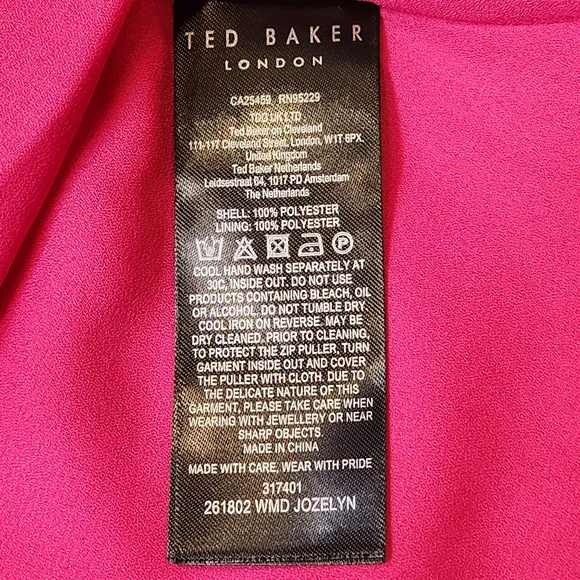 TED BAKER
LONDON
CA25469 RN95229
TDG UK LTD
Ted Baker on Cleveland
111-117 Cleveland Street, London, W1T 6PX.
United Kingdom
Ted Baker Netherlands
Leidsestraat 64, 1017 PD Amsterdam
The Netherlands
SHELL: 100% POLYESTER
LINING: 100% POLYESTER
COOL HAND WASH SEPARATELY AT
30C, INSIDE OUT. DO NOT USE
PRODUCTS CONTAINING BLEACH, OIL
OR ALCOHOL. DO NOT TUMBLE DRY
COOL IRON ON REVERSE. MAY BE
DRY CLEANED. PRIOR TO CLEANING,
TO PROTECT THE ZIP PULLER, TURN
GARMENT INSIDE OUT AND COVER
THE PULLER WITH CLOTH. DUE TO
THE DELICATE NATURE OF THIS
GARMENT, PLEASE TAKE CARE WHEN
WEARING WITH JEWELLERY OR NEAR
SHARP OBJECTS.
MADE IN CHINA
MADE WITH CARE, WEAR WITH PRIDE
317401
261802 WMD JOZELYN